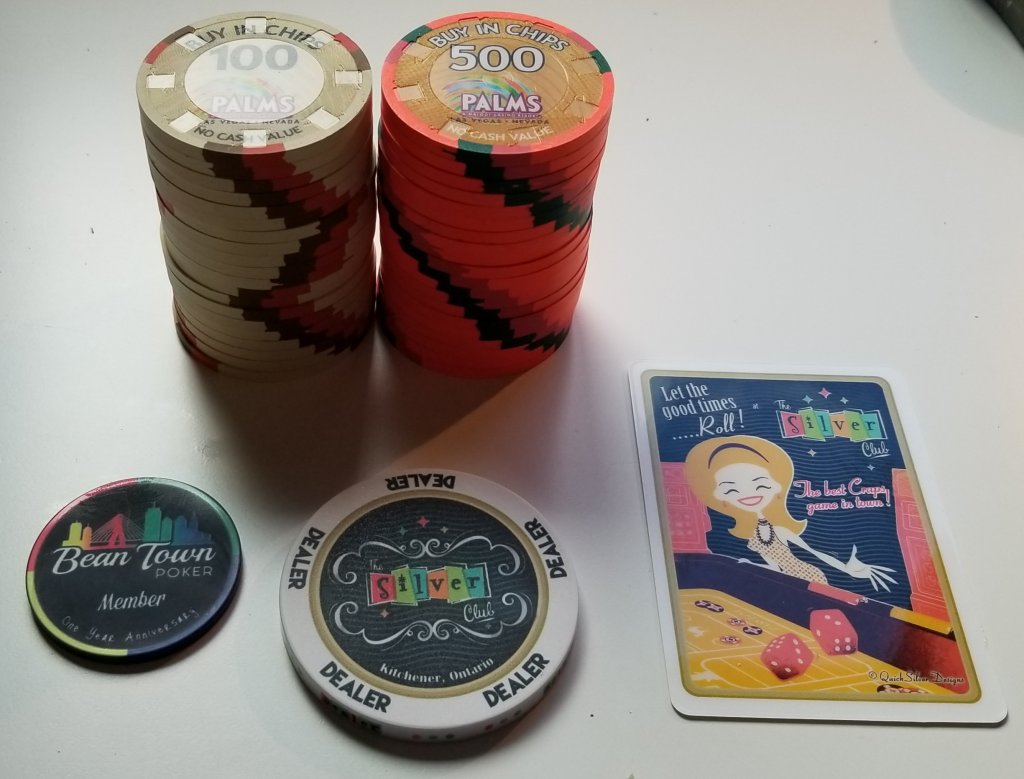 BUY IN CHIPS
100
PALMS
LAS VEGAS • NEVADA
NO CASH VALUE
BUY IN CHIPS
500
PALMS
LAS VEGAS • NEVADA
NO CASH VALUE
Let the
good times
.....Roll!
at
The
Silver
Club
The best Craps
game in town!
© QuickSilver Designs
Bean Town
POKER
Member
One Year Anniversary
DEALER
DEALER
DEALER
The
Silver
Club
Kitchener, Ontario
DEALER
DEALER